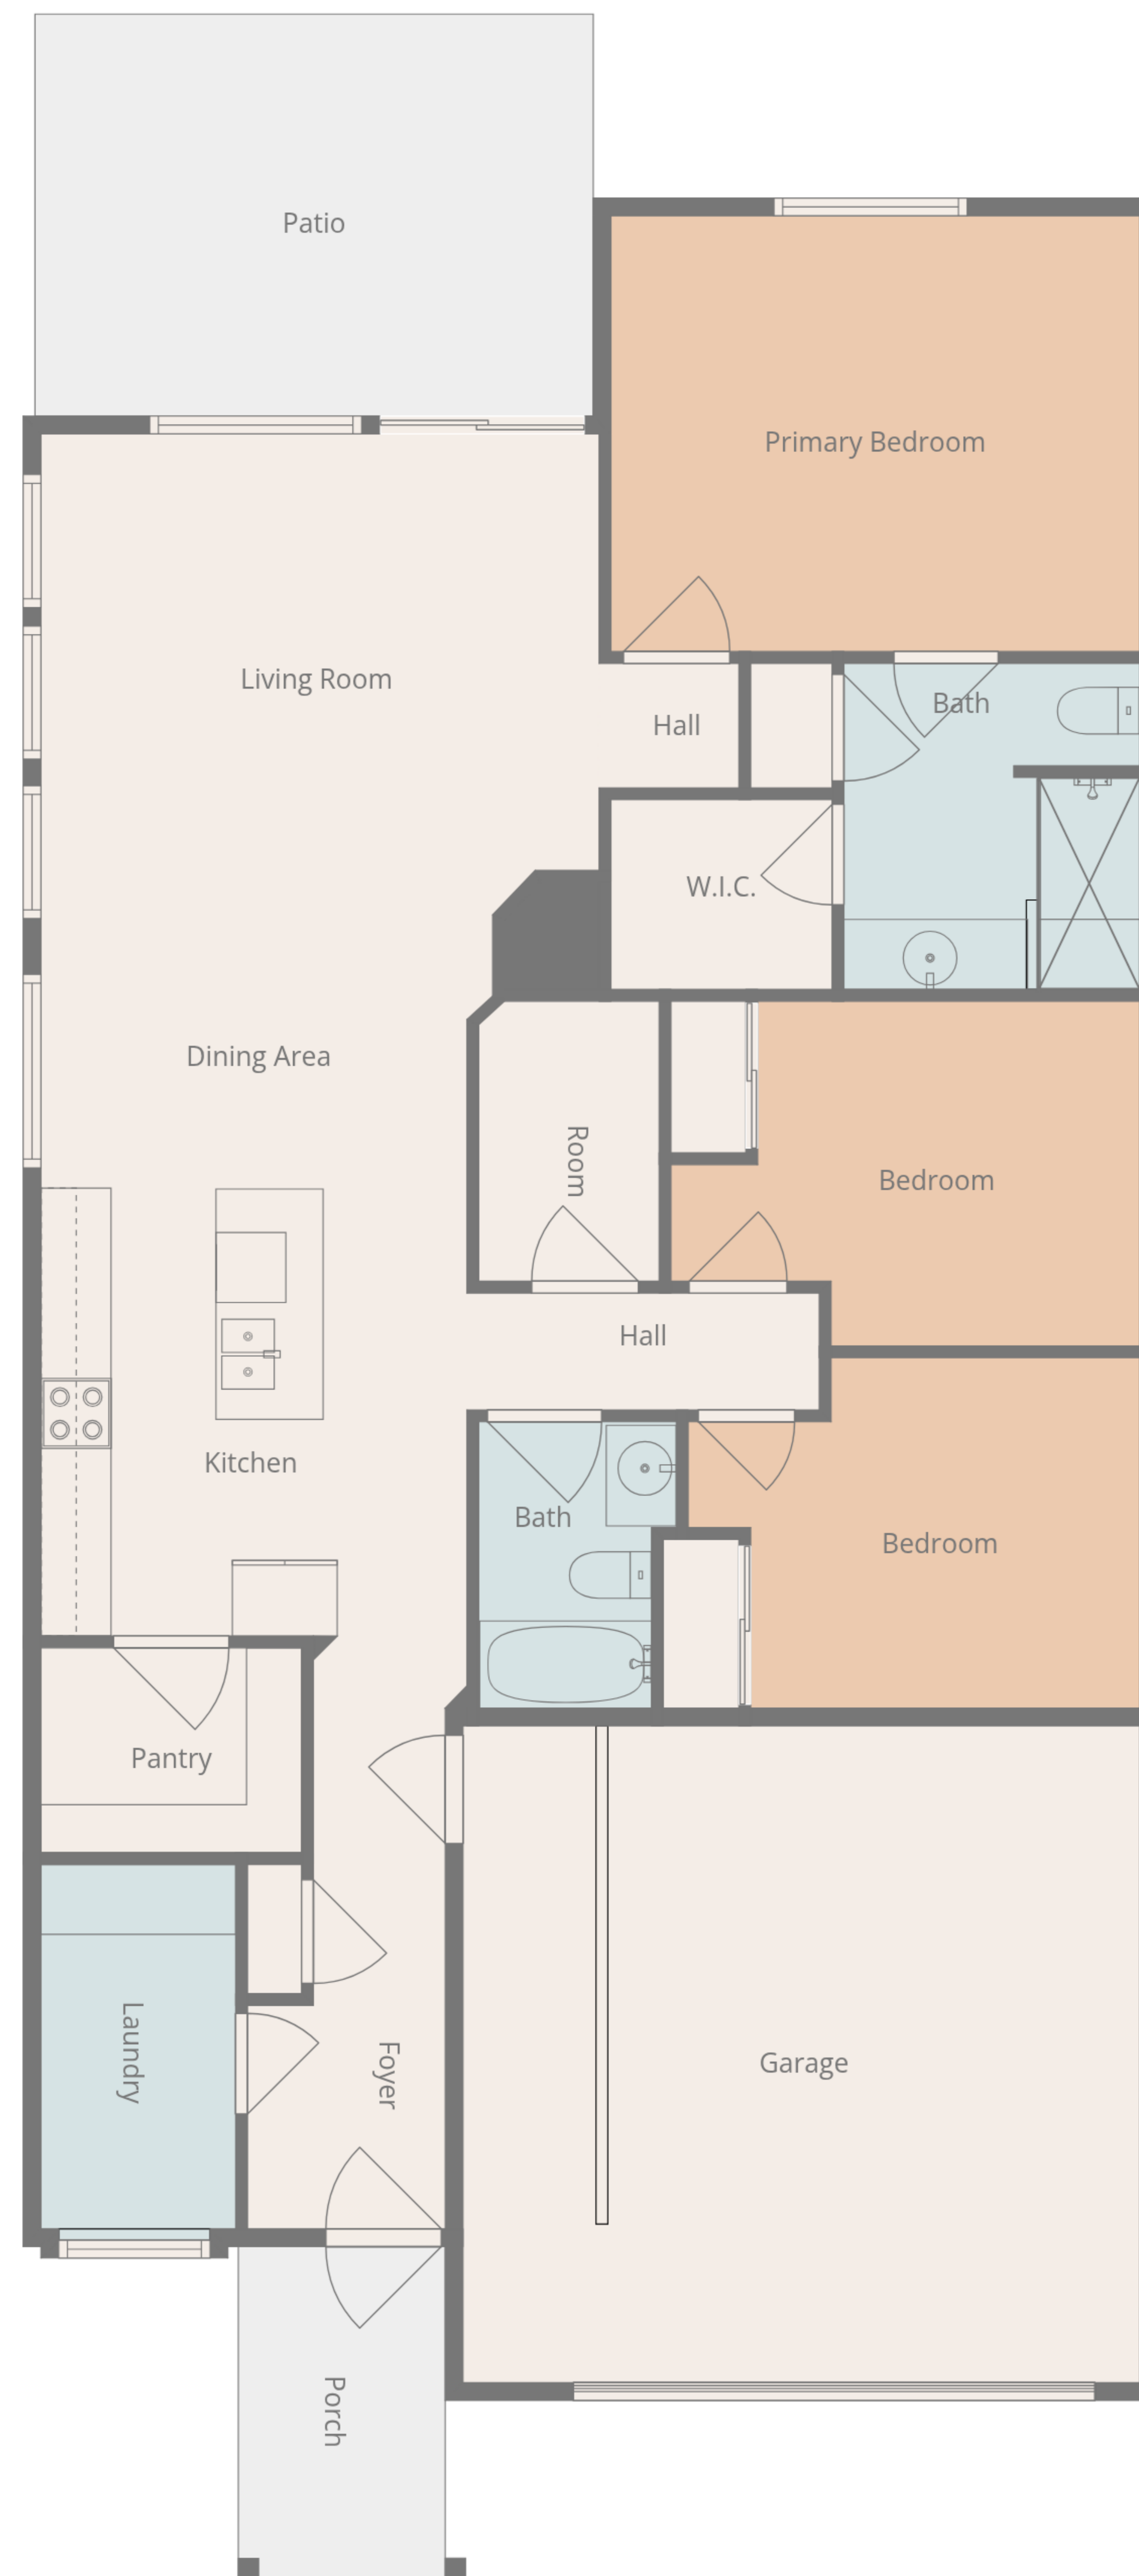 Patio
Primary Bedroom
Living Room
Hall
Bath
W.I.C.
Dining Area
Room
Bedroom
Hall
Kitchen
Bath
Bedroom
Pantry
Laundry
Foyer
Garage
Porch